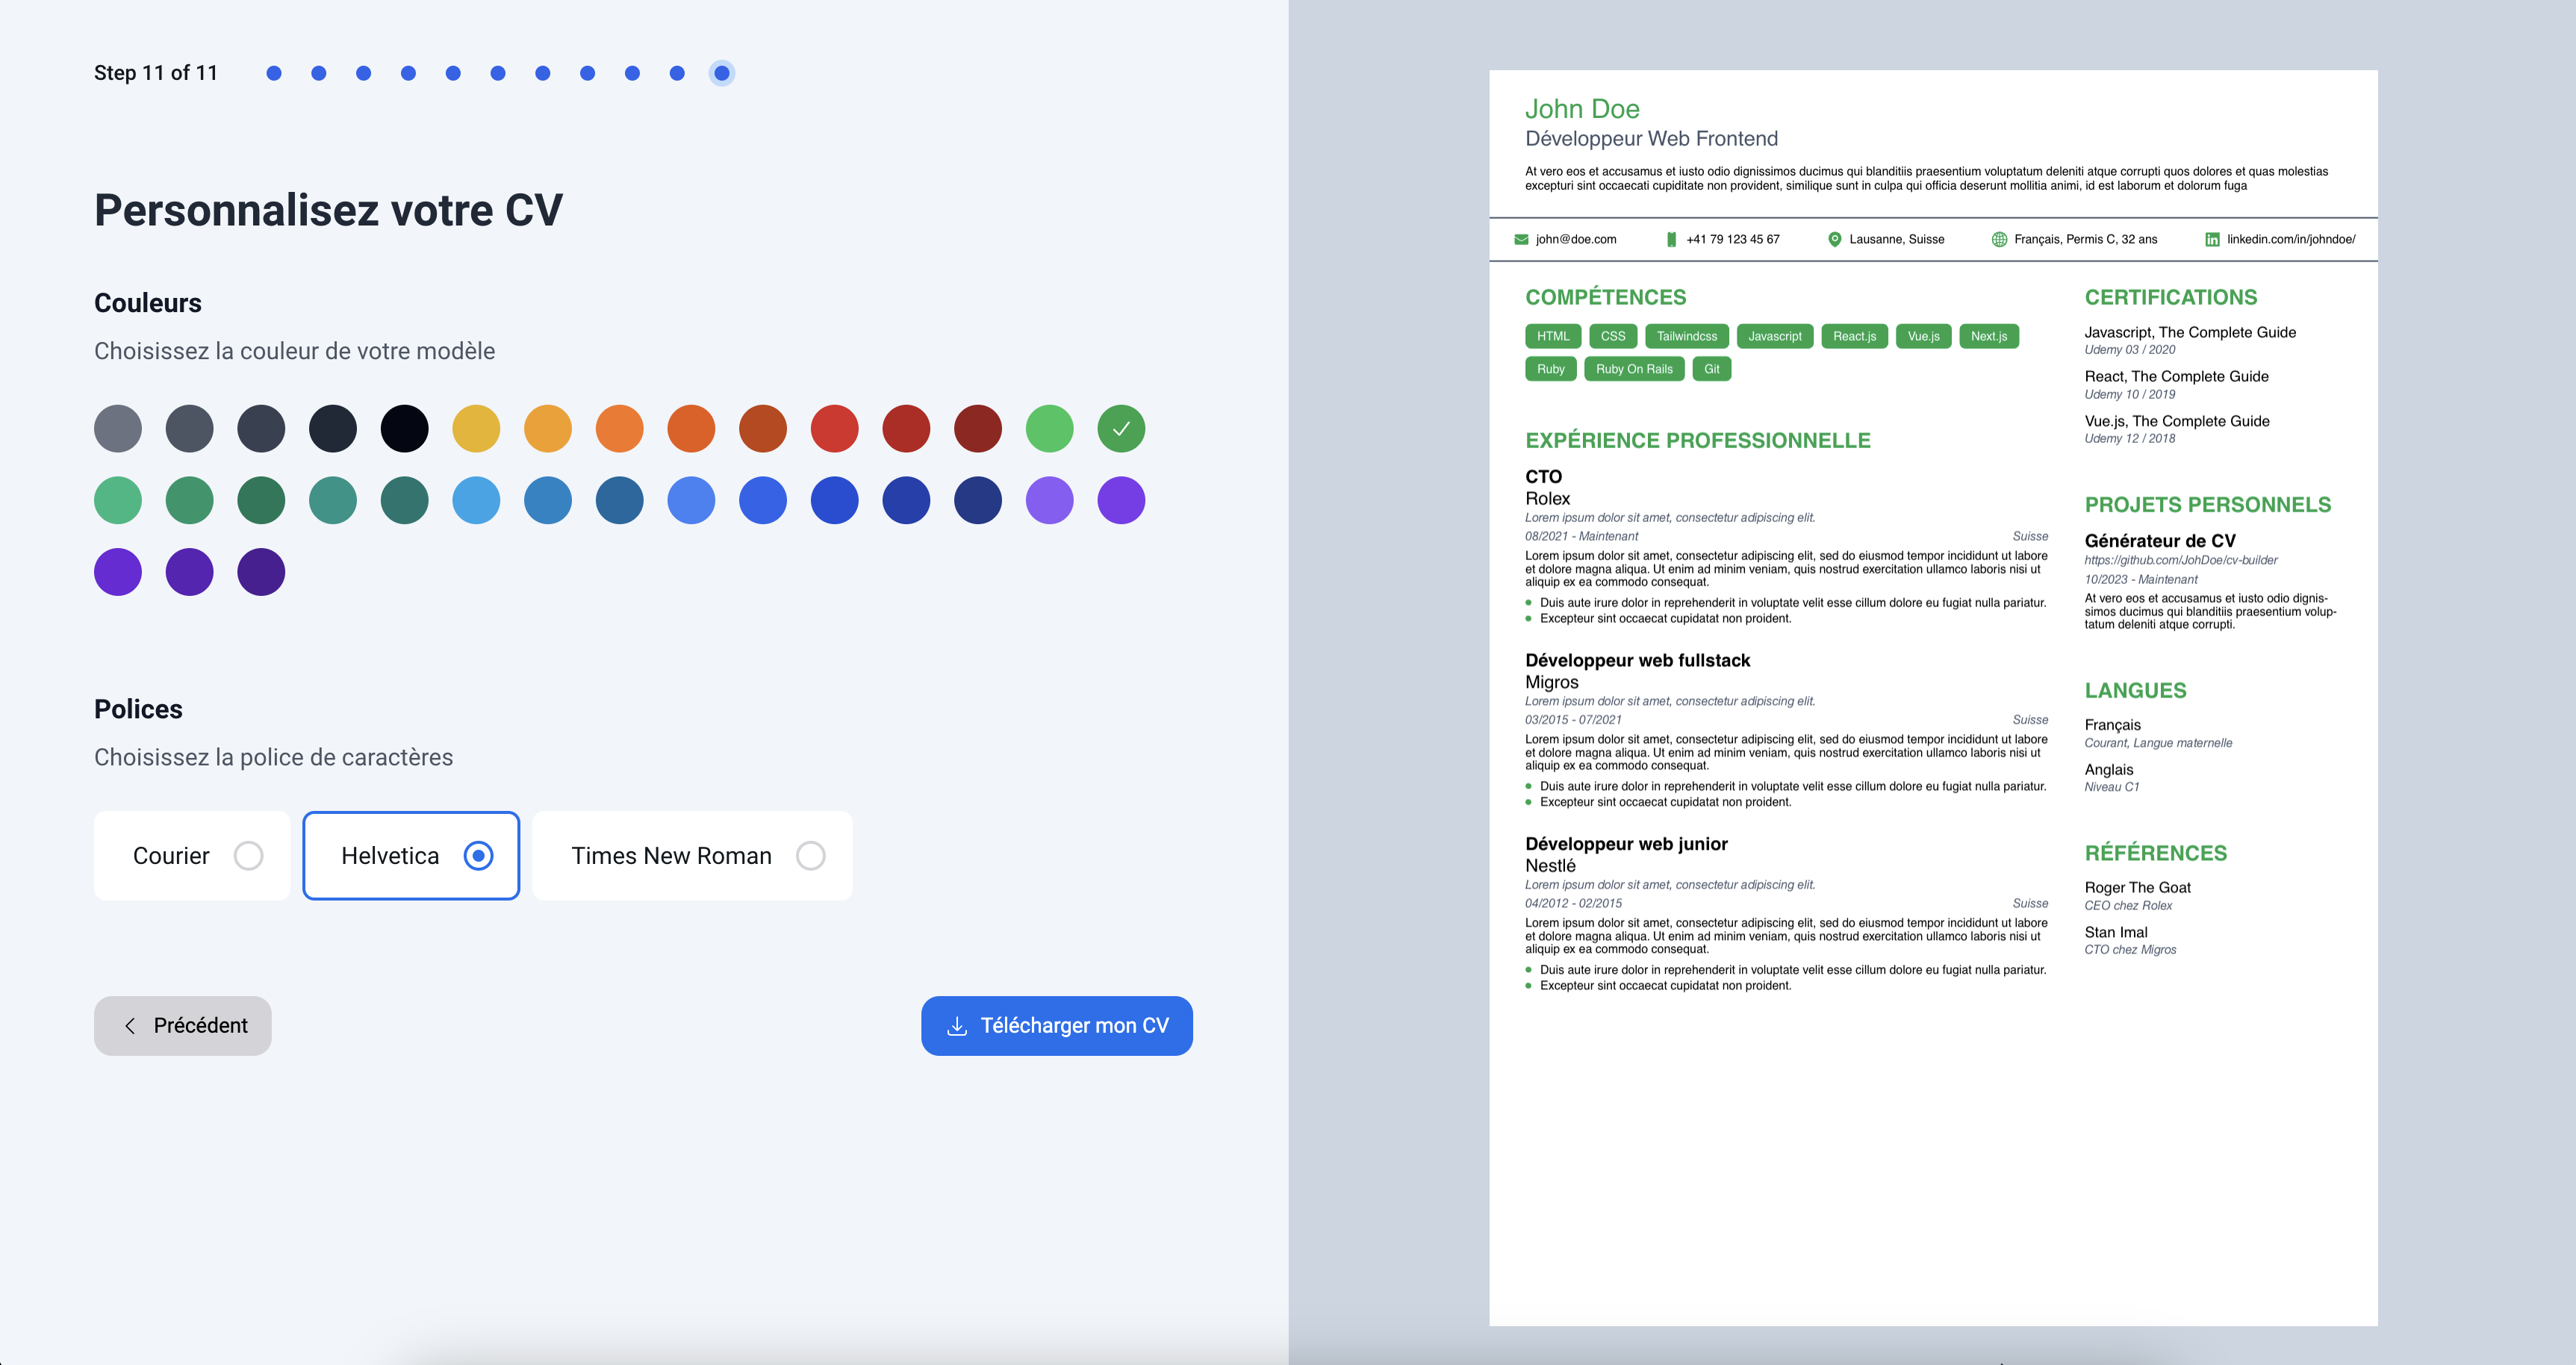 Step 11 of 11
Personnalisez votre CV
Couleurs
Choisissez la couleur de votre modèle
Polices
Choisissez la police de caractères
Courier
Helvetica
Times New Roman
Précédent
Télécharger mon CV
John Doe
Développeur Web Frontend
At vero eos et accusamus et iusto odio dignissimos ducimus qui blanditiis praesentium voluptatum deleniti atque corrupti quos dolores et quas molestias
excepturi sint occaecati cupiditate non provident, similique sunt in culpa qui officia deserunt mollitia animi, id est laborum et dolorum fuga
john@doe.com
+41 79 123 45 67
Lausanne, Suisse
Français, Permis C, 32 ans
linkedin.com/in/johndoe/
COMPÉTENCES
HTML CSS Tailwindcss Javascript React.js Vue.js Next.js
Ruby Ruby On Rails Git
EXPÉRIENCE PROFESSIONNELLE
CTO
Rolex
Lorem ipsum dolor sit amet, consectetur adipiscing elit.
08/2021 - Maintenant Suisse
Lorem ipsum dolor sit amet, consectetur adipiscing elit, sed do eiusmod tempor incididunt ut labore
et dolore magna aliqua. Ut enim ad minim veniam, quis nostrud exercitation ullamco laboris nisi ut
aliquip ex ea commodo consequat.
Duis aute irure dolor in reprehenderit in voluptate velit esse cillum dolore eu fugiat nulla pariatur.
Excepteur sint occaecat cupidatat non proident.
Développeur web fullstack
Migros
Lorem ipsum dolor sit amet, consectetur adipiscing elit.
03/2015 - 07/2021 Suisse
Lorem ipsum dolor sit amet, consectetur adipiscing elit, sed do eiusmod tempor incididunt ut labore
et dolore magna aliqua. Ut enim ad minim veniam, quis nostrud exercitation ullamco laboris nisi ut
aliquip ex ea commodo consequat.
Duis aute irure dolor in reprehenderit in voluptate velit esse cillum dolore eu fugiat nulla pariatur.
Excepteur sint occaecat cupidatat non proident.
Développeur web junior
Nestlé
Lorem ipsum dolor sit amet, consectetur adipiscing elit.
04/2012 - 02/2015 Suisse
Lorem ipsum dolor sit amet, consectetur adipiscing elit, sed do eiusmod tempor incididunt ut labore
et dolore magna aliqua. Ut enim ad minim veniam, quis nostrud exercitation ullamco laboris nisi ut
aliquip ex ea commodo consequat.
Duis aute irure dolor in reprehenderit in voluptate velit esse cillum dolore eu fugiat nulla pariatur.
Excepteur sint occaecat cupidatat non proident.
CERTIFICATIONS
Javascript, The Complete Guide
Udemy 03 / 2020
React, The Complete Guide
Udemy 10 / 2019
Vue.js, The Complete Guide
Udemy 12 / 2018
PROJETS PERSONNELS
Générateur de CV
https://github.com/JohDoe/cv-builder
10/2023 - Maintenant
At vero eos et accusamus et iusto odio dignis-
simos ducimus qui blanditiis praesentium volup-
tatum deleniti atque corrupti.
LANGUES
Français
Courant, Langue maternelle
Anglais
Niveau C1
RÉFÉRENCES
Roger The Goat
CEO chez Rolex
Stan Imal
CTO chez Migros